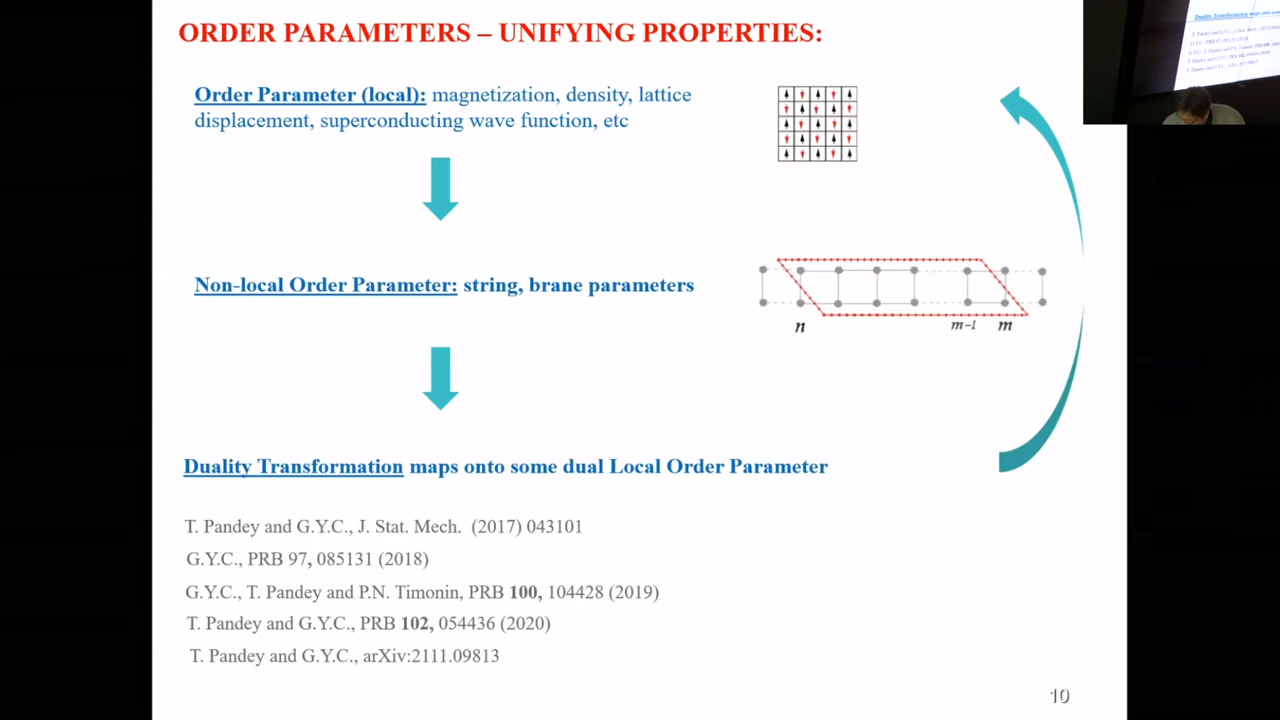 ORDER PARAMETERS – UNIFYING PROPERTIES:
Order Parameter (local): magnetization, density, lattice
displacement, superconducting wave function, etc
Non-local Order Parameter: string, brane parameters
n
m−1
m
Duality Transformation maps onto some dual Local Order Parameter
T. Pandey and G.Y.C., J. Stat. Mech. (2017) 043101
G.Y.C., PRB 97, 085131 (2018)
G.Y.C., T. Pandey and P.N. Timonin, PRB 100, 104428 (2019)
T. Pandey and G.Y.C., PRB 102, 054436 (2020)
T. Pandey and G.Y.C., arXiv:2111.09813
10